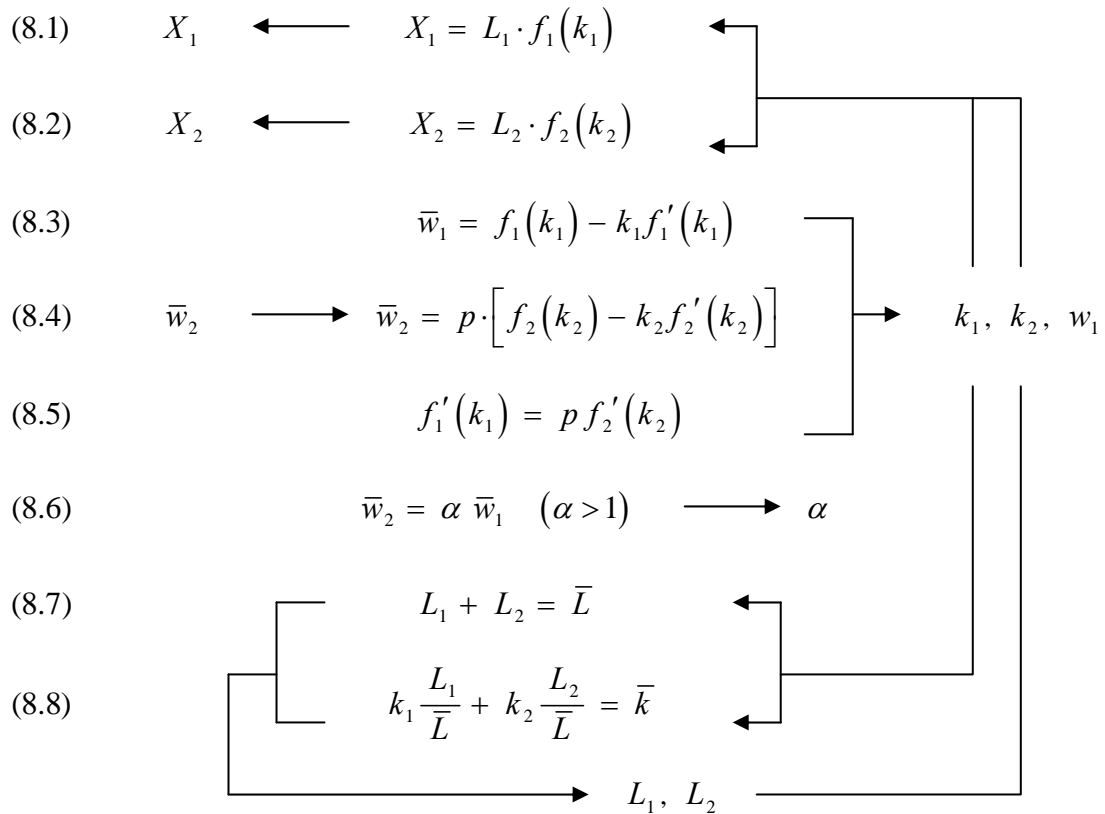 (8.1) X₁ X₁ = L₁·f₁(k₁)
(8.2) X₂ X₂ = L₂·f₂(k₂)
(8.3) w̅₁ = f₁(k₁) − k₁f₁′(k₁)
(8.4) w̅₂ w̅₂ = p·[f₂(k₂) − k₂f₂′(k₂)] k₁, k₂, w₁
(8.5) f₁′(k₁) = p f₂′(k₂)
(8.6) w̅₂ = α w̅₁ (α > 1) α
(8.7) L₁ + L₂ = L̅
(8.8) k₁ L₁/L̅ + k₂ L₂/L̅ = k̅
L₁, L₂